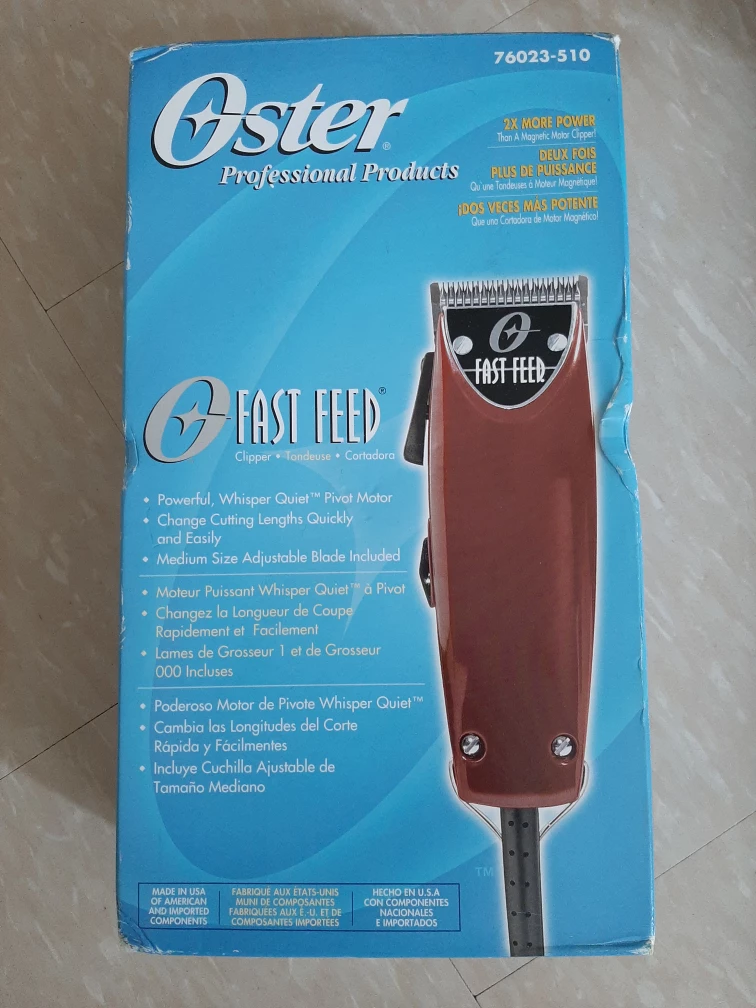 76023-510
Oster®
Professional Products
2X MORE POWER
Than A Magnetic Motor Clipper!
DEUX FOIS
PLUS DE PUISSANCE
Qu'une Tondeuses à Moteur Magnétique!
¡DOS VECES MÁS POTENTE
Que una Cortadora de Motor Magnético!
FAST FEED
FAST FEED®
Clipper • Tondeuse • Cortadora
• Powerful, Whisper Quiet™ Pivot Motor
• Change Cutting Lengths Quickly
and Easily
• Medium Size Adjustable Blade Included
• Moteur Puissant Whisper Quiet™ à Pivot
• Changez la Longueur de Coupe
Rapidement et Facilement
• Lames de Grosseur 1 et de Grosseur
000 Incluses
• Poderoso Motor de Pivote Whisper Quiet™
• Cambia las Longitudes del Corte
Rápida y Fácilmentes
• Incluye Cuchilla Ajustable de
Tamaño Mediano
TM
MADE IN USA
OF AMERICAN
AND IMPORTED
COMPONENTS
FABRIQUÉ AUX ÉTATS-UNIS
MUNI DE COMPOSANTES
FABRIQUÉES AUX É.-U. ET DE
COMPOSANTES IMPORTÉES
HECHO EN U.S.A
CON COMPONENTES
NACIONALES
E IMPORTADOS